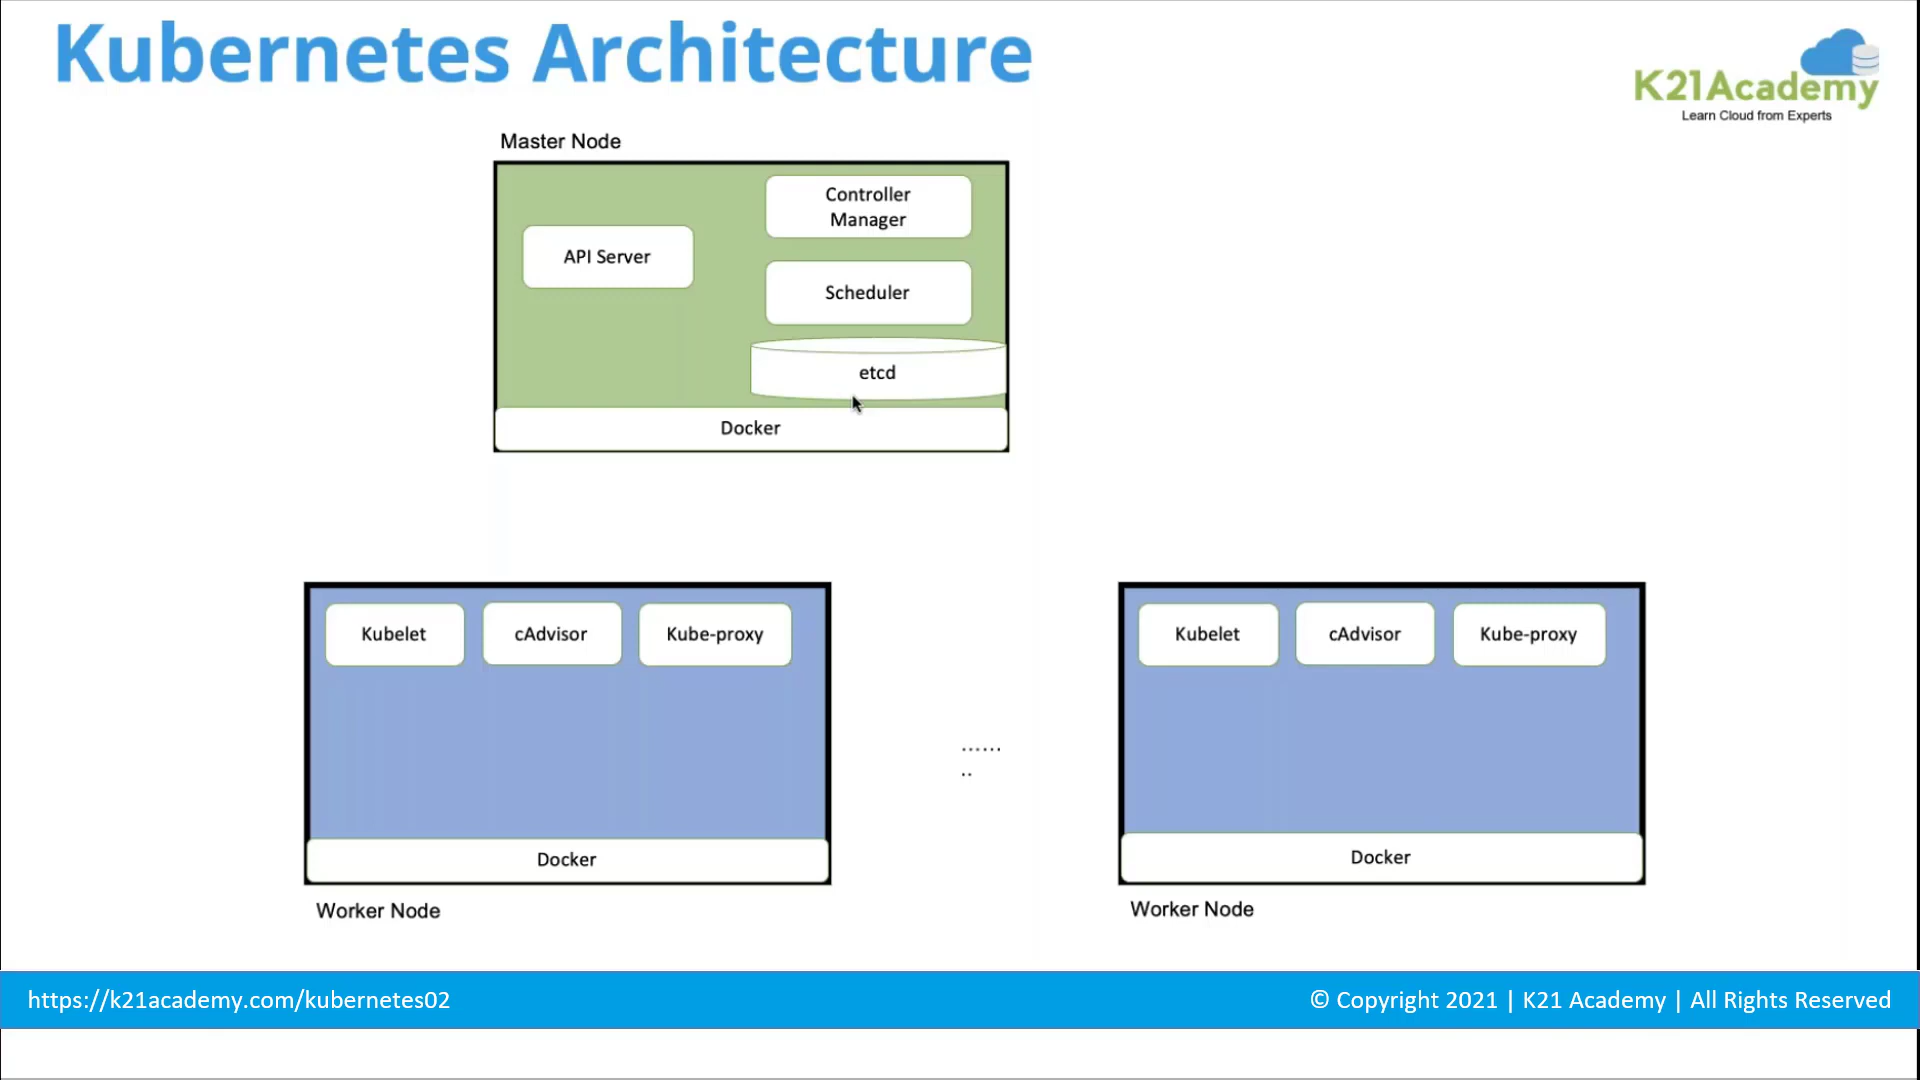 Kubernetes Architecture
K21Academy
Learn Cloud from Experts
Master Node
Controller
Manager
API Server
Scheduler
etcd
Docker
Kubelet
cAdvisor
Kube-proxy
Kubelet
cAdvisor
Kube-proxy
......
..
Docker
Docker
Worker Node
Worker Node
https://k21academy.com/kubernetes02
© Copyright 2021 | K21 Academy | All Rights Reserved